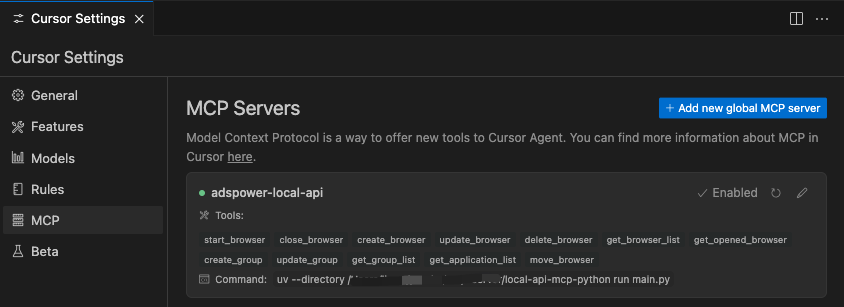 Cursor Settings
Cursor Settings
General
Features
Models
Rules
MCP
Beta
MCP Servers
+ Add new global MCP server
Model Context Protocol is a way to offer new tools to Cursor Agent. You can find more information about MCP in
Cursor here.
adspower-local-api
Enabled
Tools:
start_browser close_browser create_browser update_browser delete_browser get_browser_list get_opened_browser
create_group update_group get_group_list get_application_list move_browser
Command: uv --directory /local-api-mcp-python run main.py